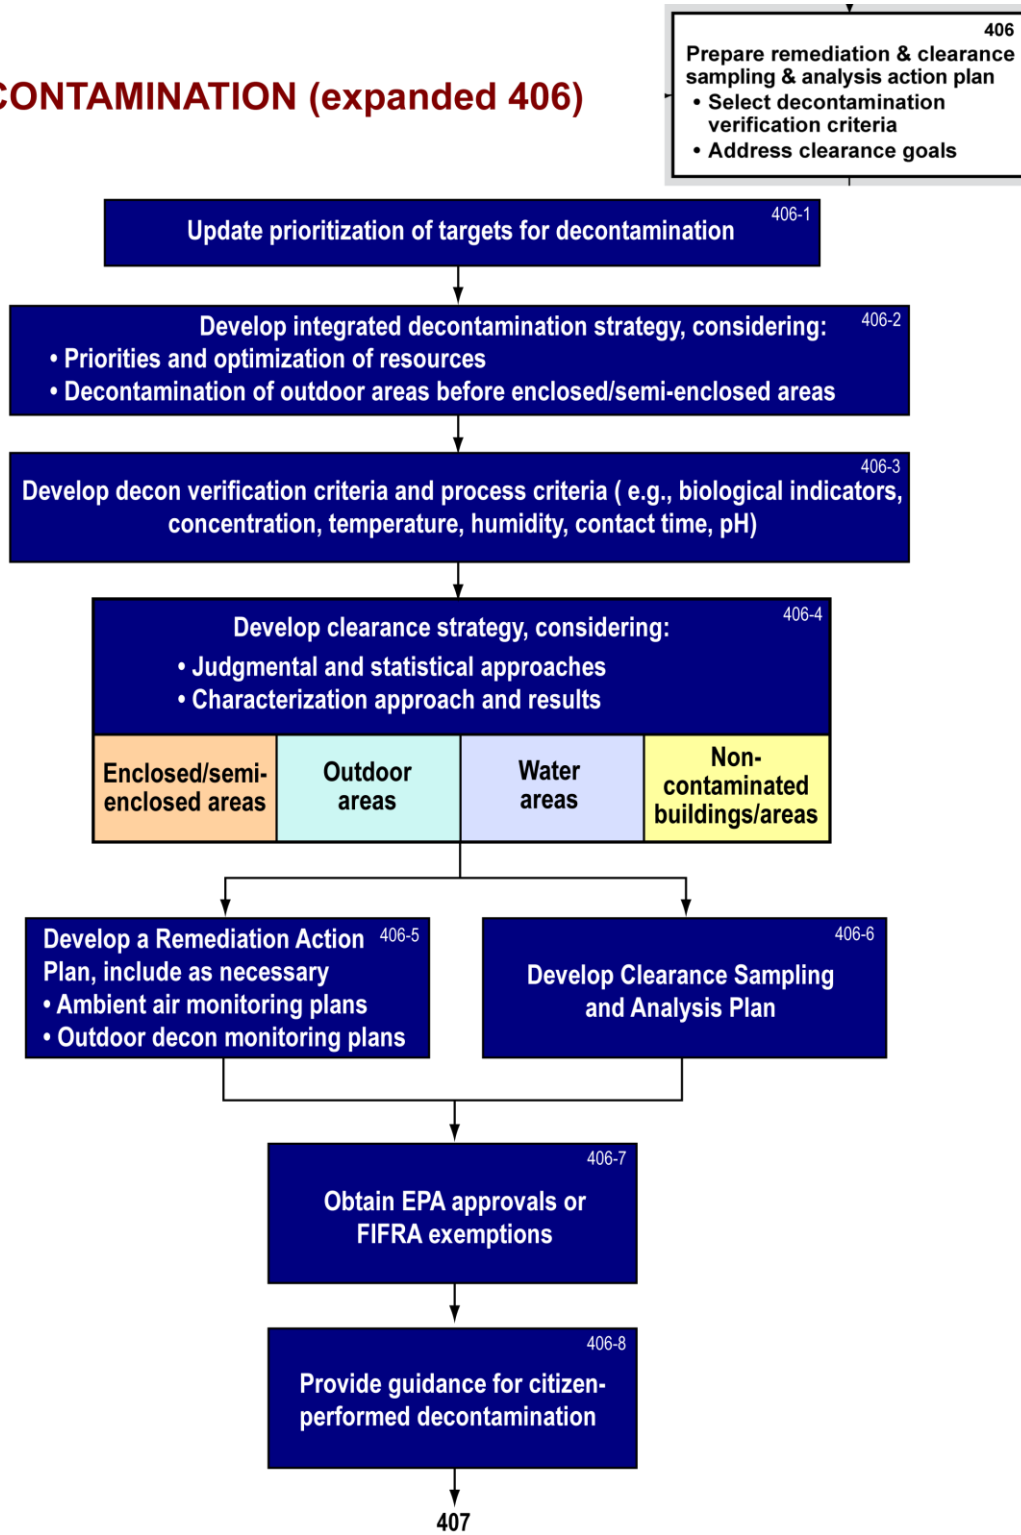 CONTAMINATION (expanded 406)
406
Prepare remediation & clearance
sampling & analysis action plan
• Select decontamination
verification criteria
• Address clearance goals
406-1
Update prioritization of targets for decontamination
406-2
Develop integrated decontamination strategy, considering:
• Priorities and optimization of resources
• Decontamination of outdoor areas before enclosed/semi-enclosed areas
406-3
Develop decon verification criteria and process criteria ( e.g., biological indicators,
concentration, temperature, humidity, contact time, pH)
406-4
Develop clearance strategy, considering:
• Judgmental and statistical approaches
• Characterization approach and results
Enclosed/semi-
enclosed areas
Outdoor
areas
Water
areas
Non-
contaminated
buildings/areas
Develop a Remediation Action 406-5
Plan, include as necessary
• Ambient air monitoring plans
• Outdoor decon monitoring plans
406-6
Develop Clearance Sampling
and Analysis Plan
406-7
Obtain EPA approvals or
FIFRA exemptions
406-8
Provide guidance for citizen-
performed decontamination
407